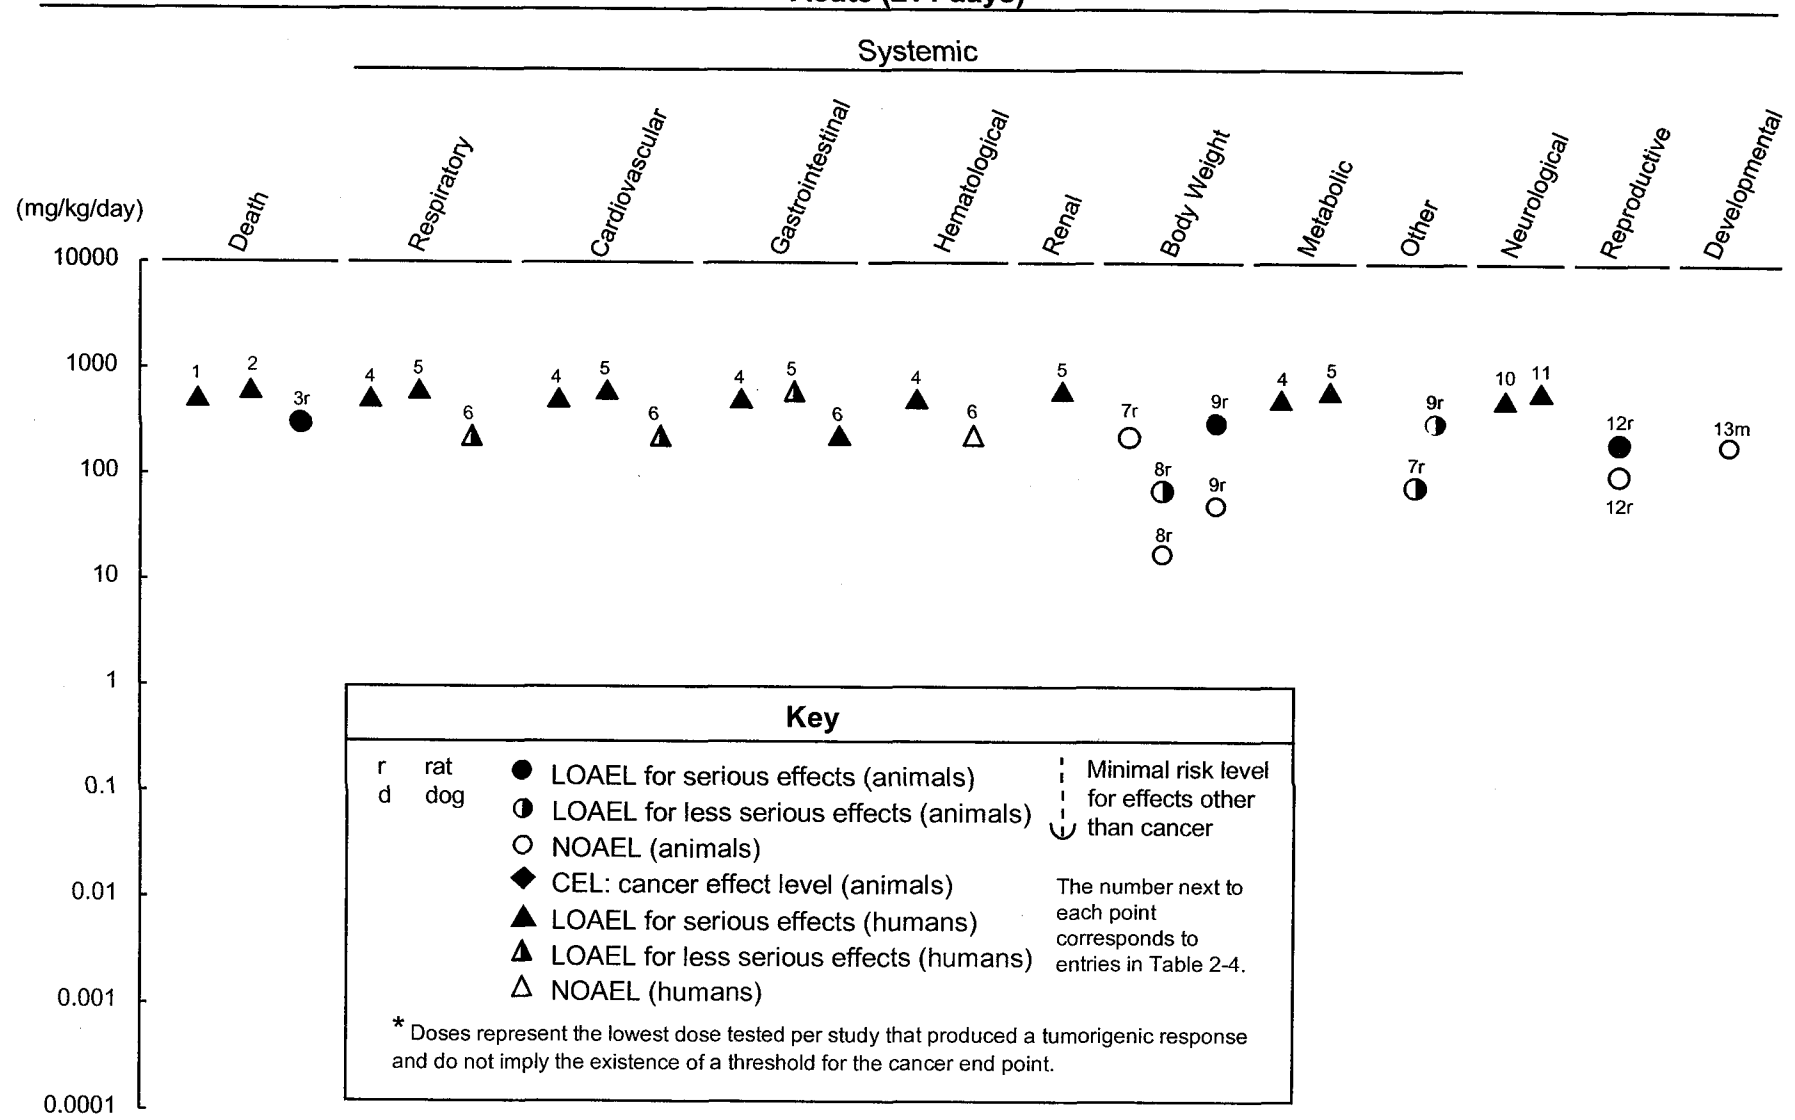 Systemic
(mg/kg/day)
Death
Respiratory
Cardiovascular
Gastrointestinal
Hematological
Renal
Body Weight
Metabolic
Other
Neurological
Reproductive
Developmental
10000
1000
1 2 3r 4 5 6 4 5 6 4 5 6 4 6 5 7r 8r 8r 9r 9r 4 5 7r 9r 10 11 12r 12r 13m
100
10
1
0.1
0.01
0.001
0.0001
Key
r rat
d dog
LOAEL for serious effects (animals)
LOAEL for less serious effects (animals)
NOAEL (animals)
CEL: cancer effect level (animals)
LOAEL for serious effects (humans)
LOAEL for less serious effects (humans)
NOAEL (humans)
Minimal risk level
for effects other
than cancer
The number next to
each point
corresponds to
entries in Table 2-4.
* Doses represent the lowest dose tested per study that produced a tumorigenic response
and do not imply the existence of a threshold for the cancer end point.